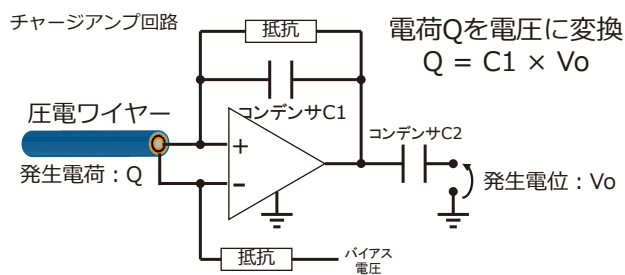 チャージアンプ回路
抵抗
電荷Qを電圧に変換
Q = C1 × Vo
圧電ワイヤー
コンデンサC1
+
コンデンサC2
発生電荷：Q
−
発生電位：Vo
抵抗
バイアス
電圧